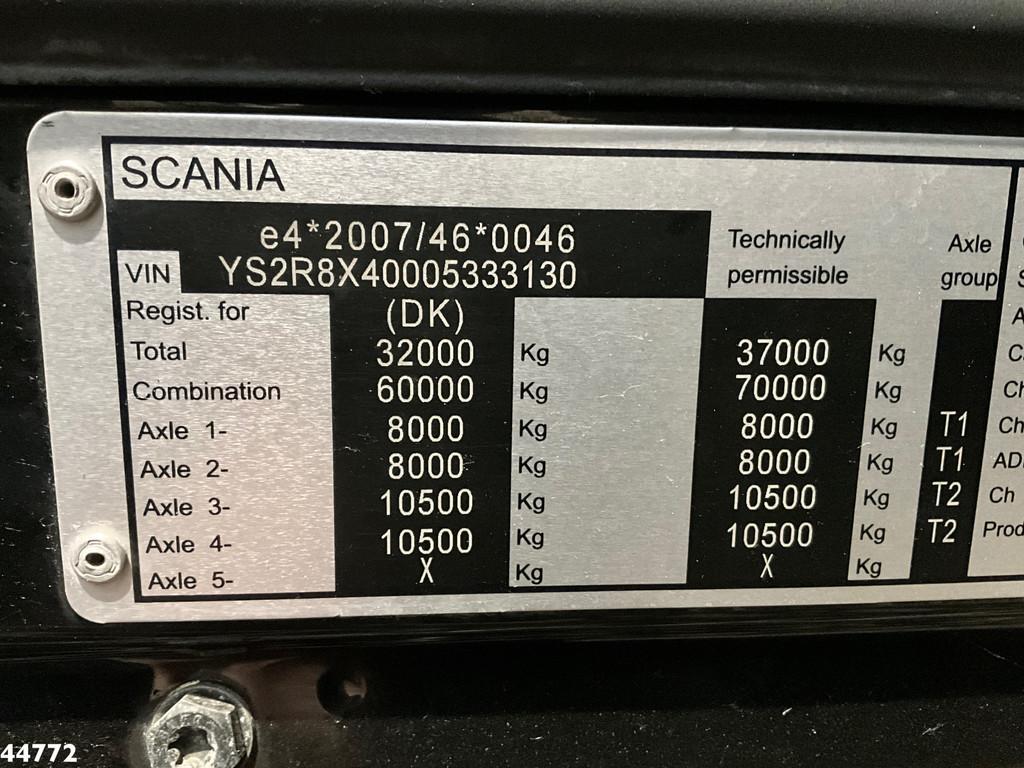 SCANIA
e4*2007/46*0046
VIN YS2R8X40005333130
Technically permissible
Axle group
Regist. for (DK)
Total 32000 Kg 37000 Kg
Combination 60000 Kg 70000 Kg
Axle 1- 8000 Kg 8000 Kg T1
Axle 2- 8000 Kg 8000 Kg T1
Axle 3- 10500 Kg 10500 Kg T2
Axle 4- 10500 Kg 10500 Kg T2
Axle 5- X Kg X Kg
Ch
Prod
44772